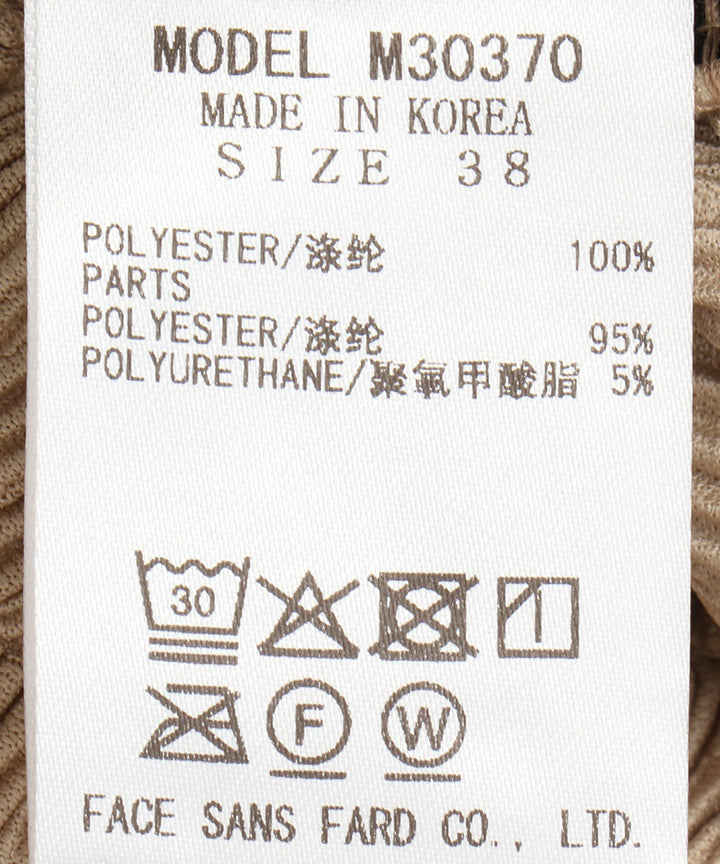 MODEL M30370
MADE IN KOREA
SIZE 38
POLYESTER/涤纶 100%
PARTS
POLYESTER/涤纶 95%
POLYURETHANE/聚氨甲酸脂 5%
30
F W
FACE SANS FARD CO., LTD.